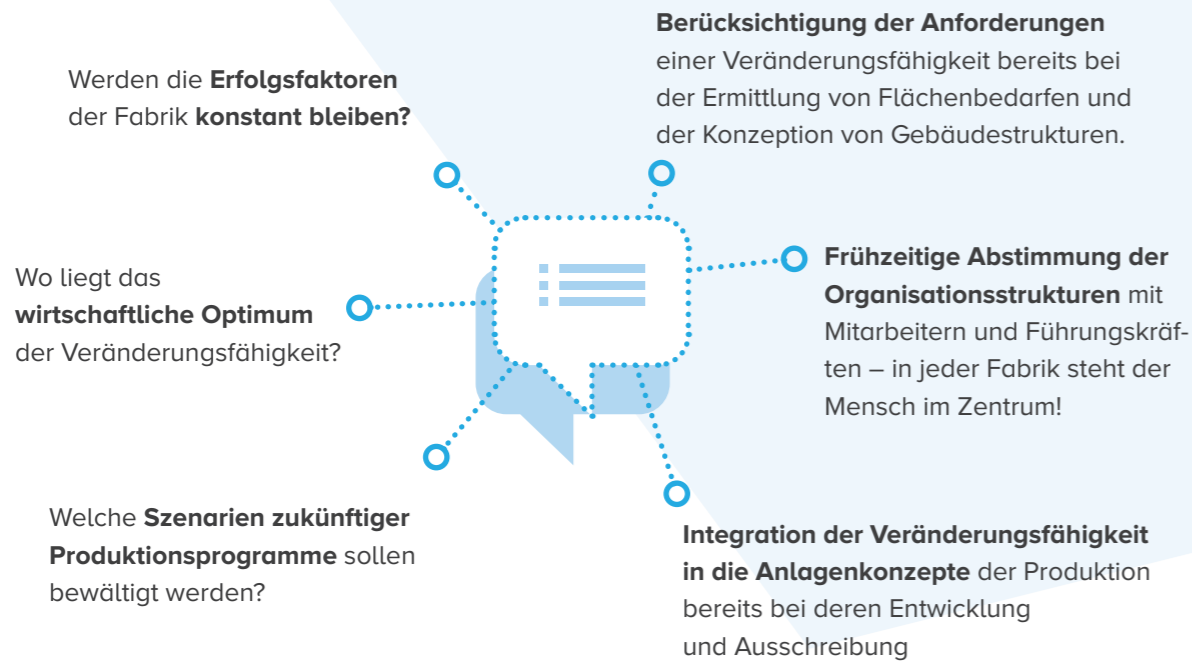 Werden die Erfolgsfaktoren
der Fabrik konstant bleiben?
Wo liegt das
wirtschaftliche Optimum
der Veränderungsfähigkeit?
Welche Szenarien zukünftiger
Produktionsprogramme sollen
bewältigt werden?
Berücksichtigung der Anforderungen
einer Veränderungsfähigkeit bereits bei
der Ermittlung von Flächenbedarfen und
der Konzeption von Gebäudestrukturen.
Frühzeitige Abstimmung der
Organisationsstrukturen mit
Mitarbeitern und Führungskräf-
ten – in jeder Fabrik steht der
Mensch im Zentrum!
Integration der Veränderungsfähigkeit
in die Anlagenkonzepte der Produktion
bereits bei deren Entwicklung
und Ausschreibung